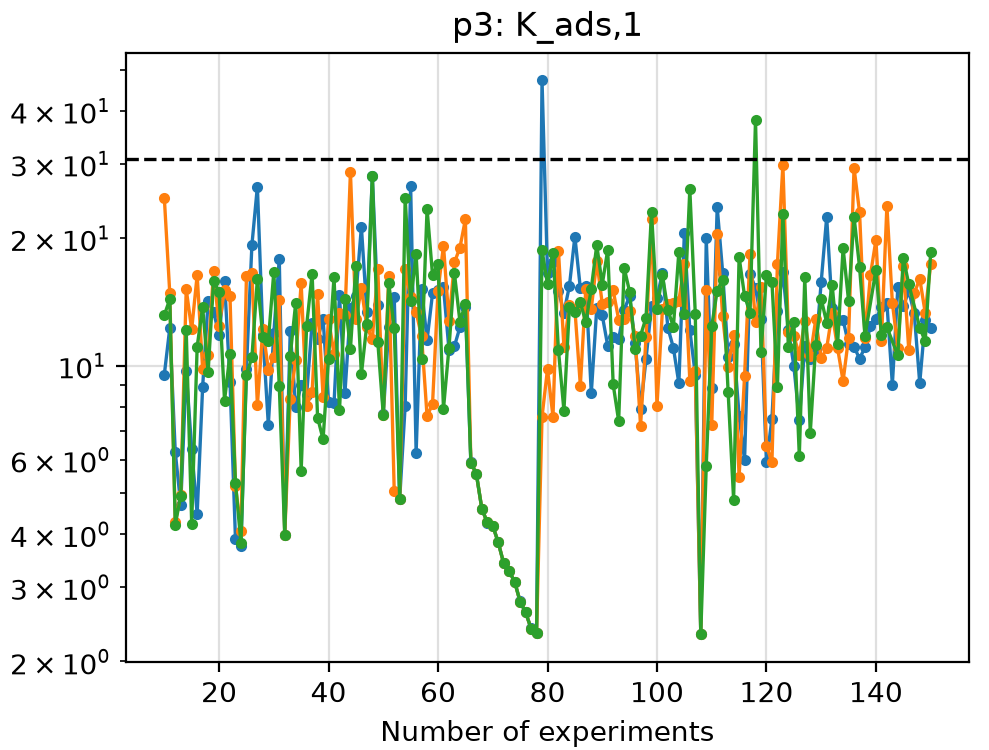 p3: K_ads,1
4 × 10¹
3 × 10¹
2 × 10¹
10¹
6 × 10⁰
4 × 10⁰
3 × 10⁰
2 × 10⁰
20 40 60 80 100 120 140
Number of experiments